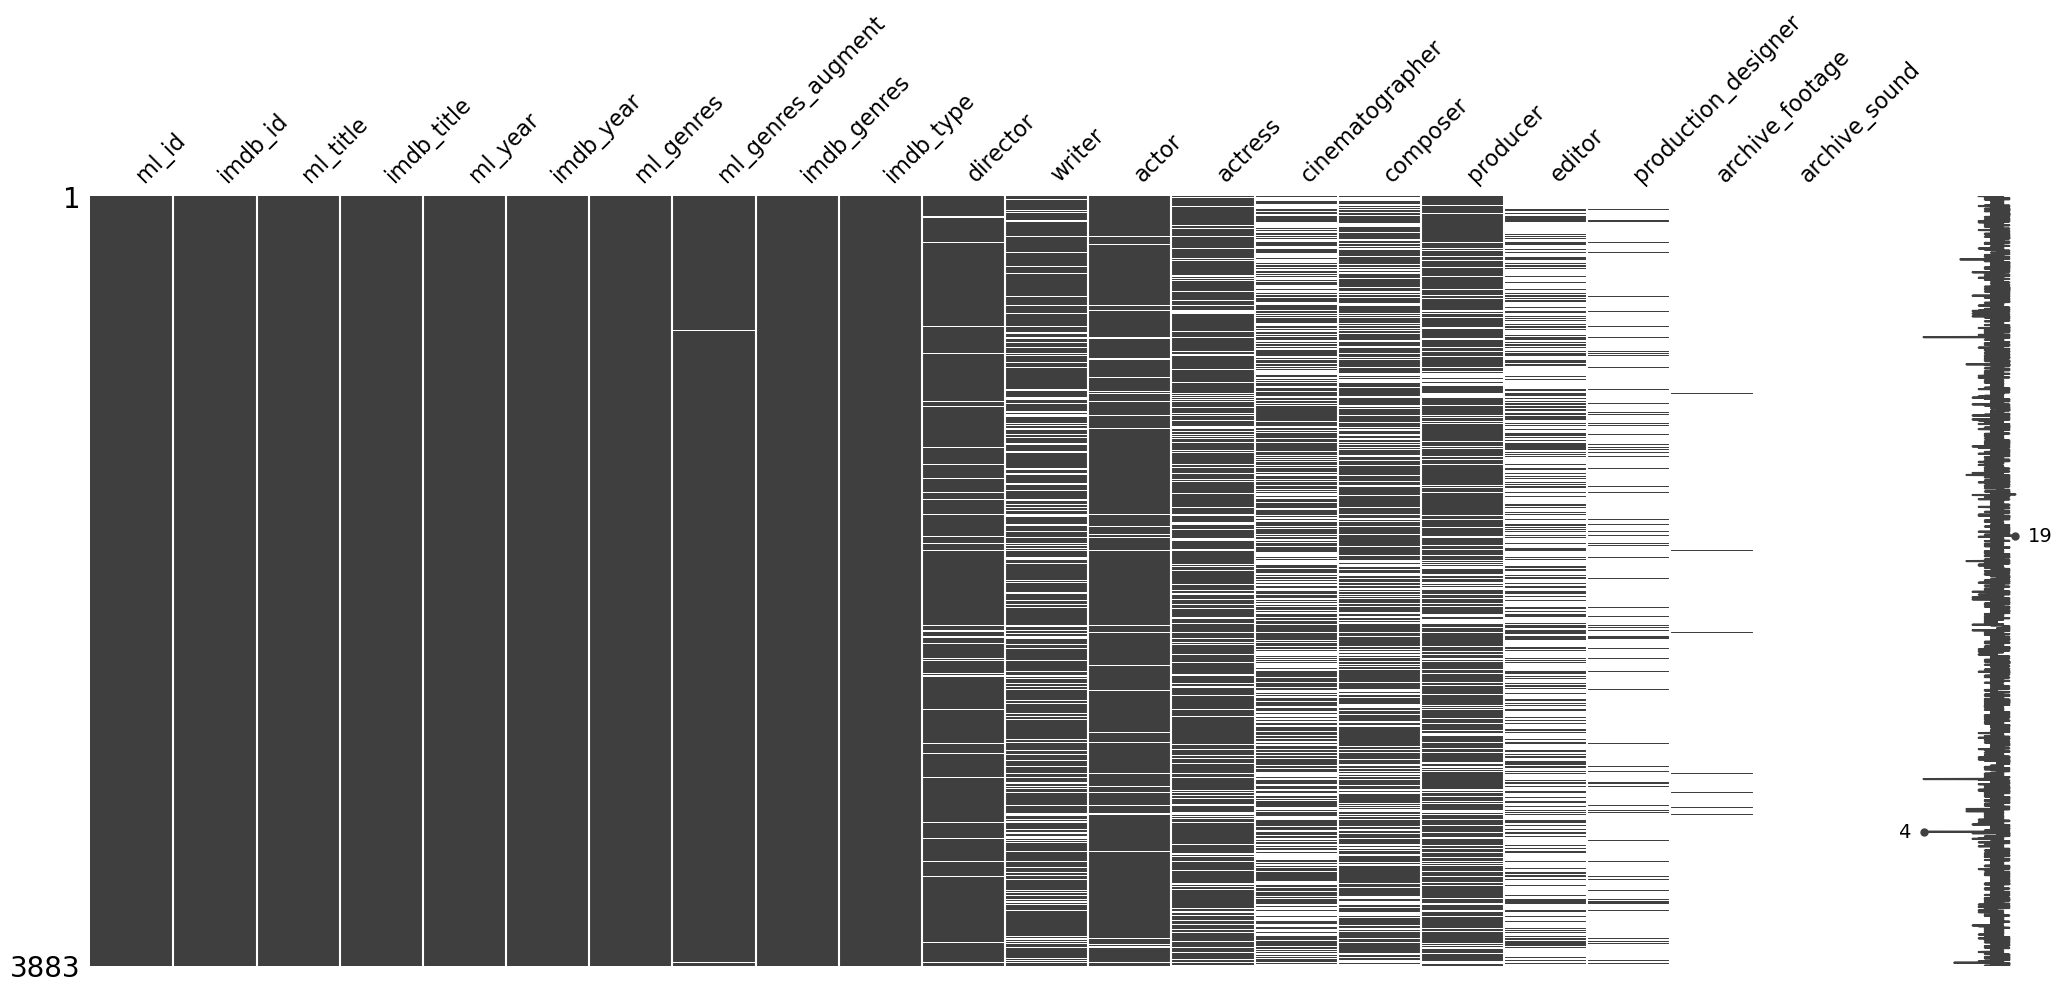 ml_id
imdb_id
ml_title
imdb_title
ml_year
imdb_year
ml_genres
ml_genres_augment
imdb_genres
imdb_type
director
writer
actor
actress
cinematographer
composer
producer
editor
production_designer
archive_footage
archive_sound
1
19
4
3883